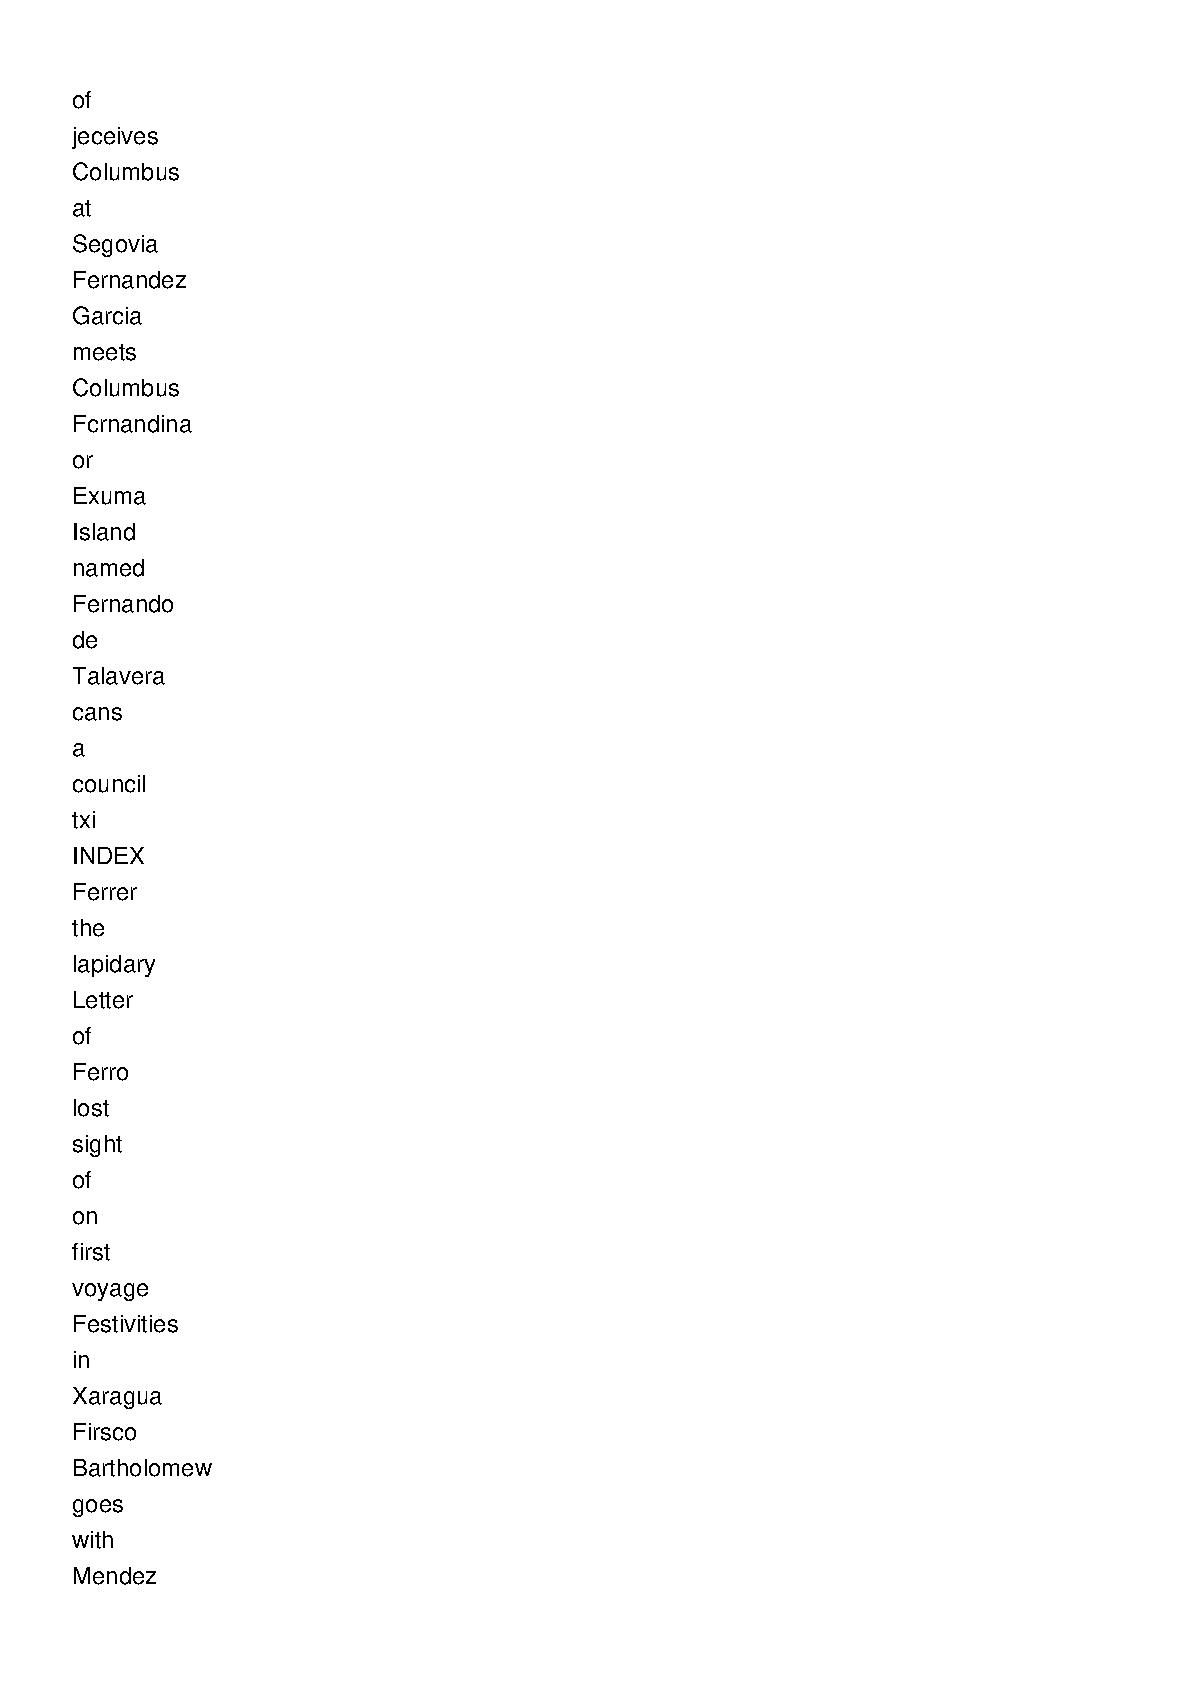 of
jeceives
Columbus
at
Segovia
Fernandez
Garcia
meets
Columbus
Fcrnandina
or
Exuma
Island
named
Fernando
de
Talavera
cans
a
council
txi
INDEX
Ferrer
the
lapidary
Letter
of
Ferro
lost
sight
of
on
first
voyage
Festivities
in
Xaragua
Firsco
Bartholomew
goes
with
Mendez